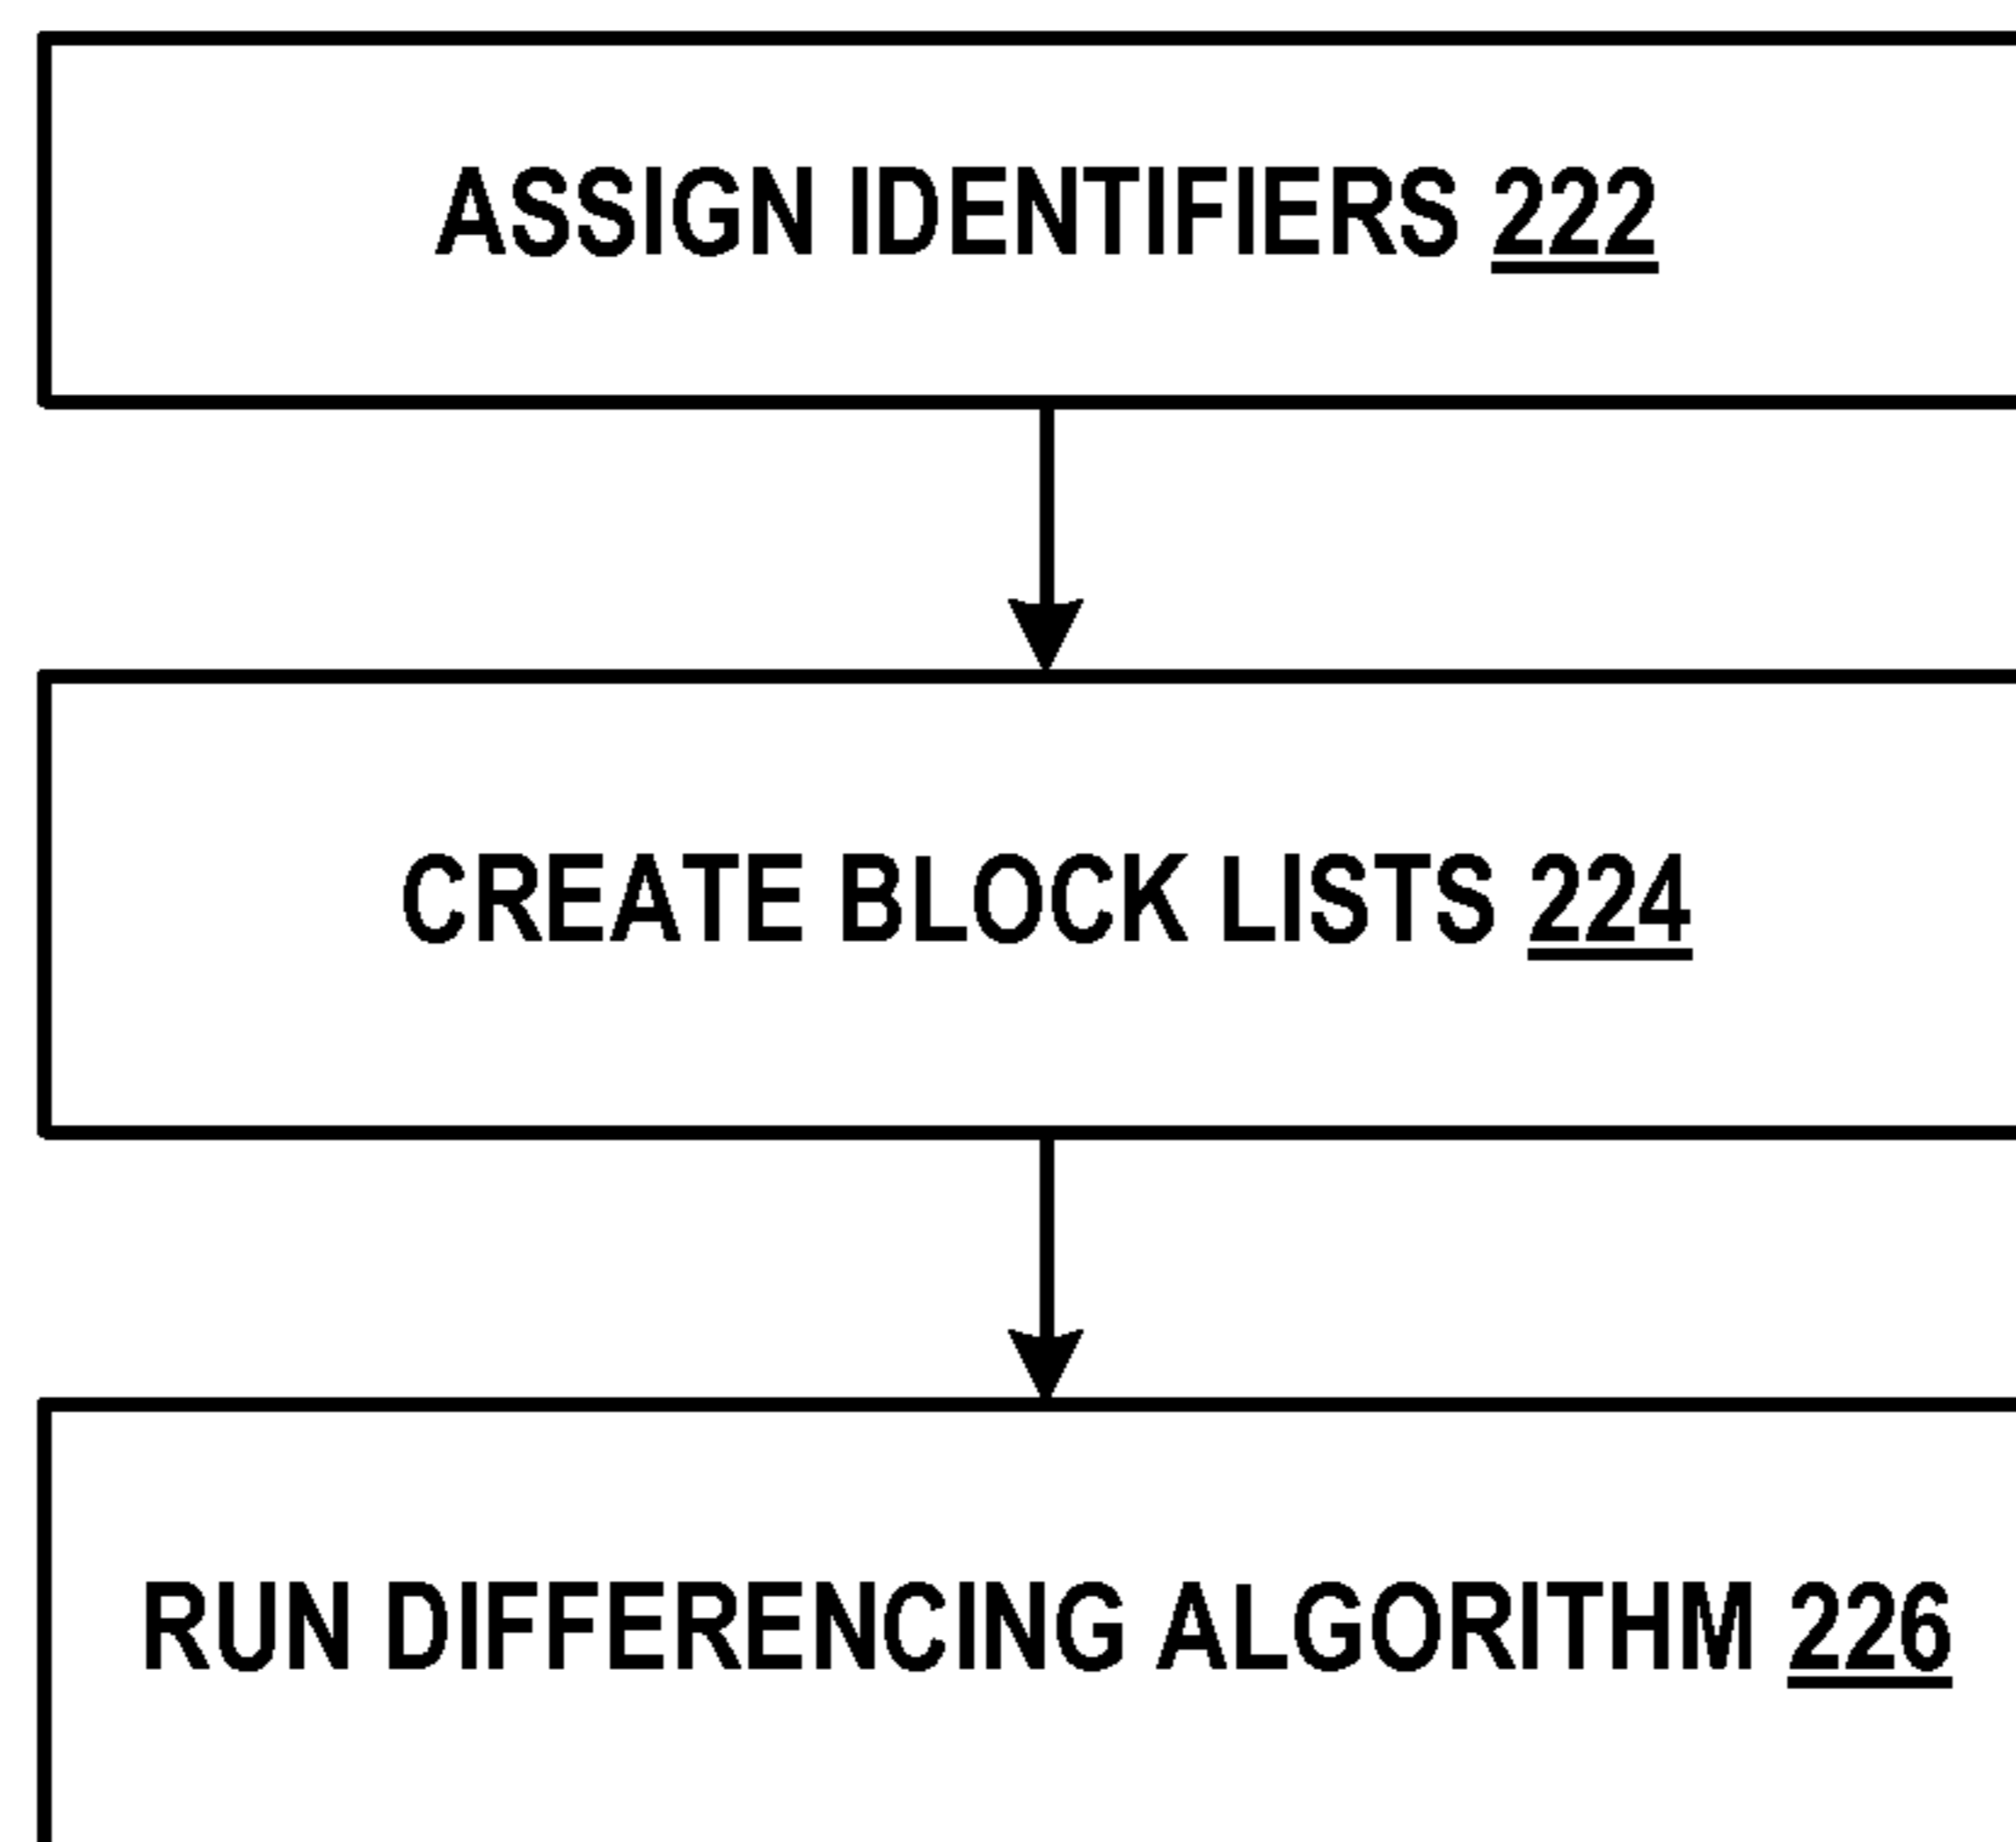 ASSIGN IDENTIFIERS 222
CREATE BLOCK LISTS 224
RUN DIFFERENCING ALGORITHM 226